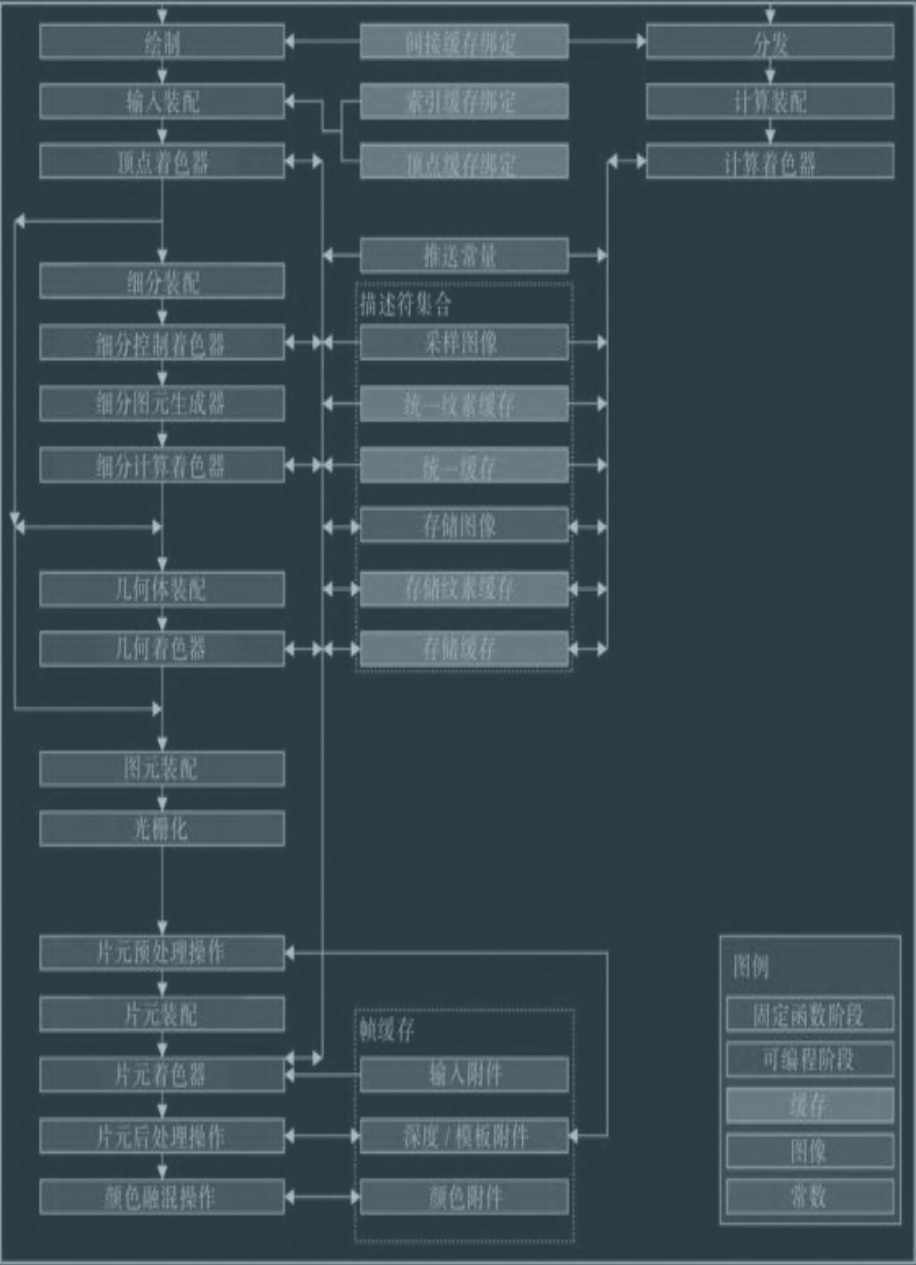 绘制
间接缓存绑定
分发
输入装配
索引缓存绑定
计算装配
顶点着色器
顶点缓存绑定
计算着色器
推送常量
细分装配
描述符集合
细分控制着色器
采样图像
细分图元生成器
统一纹素缓存
细分计算着色器
统一缓存
存储图像
几何体装配
存储纹素缓存
几何着色器
存储缓存
图元装配
光栅化
片元预处理操作
片元装配
帧缓存
片元着色器
输入附件
片元后处理操作
深度/模板附件
颜色融混操作
颜色附件
图例
固定函数阶段
可编程阶段
缓存
图像
常数